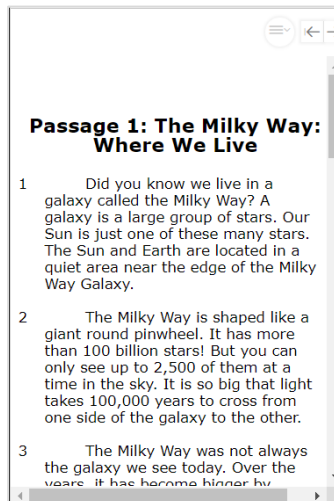 Passage 1: The Milky Way:
Where We Live
1 Did you know we live in a
galaxy called the Milky Way? A
galaxy is a large group of stars. Our
Sun is just one of these many stars.
The Sun and Earth are located in a
quiet area near the edge of the Milky
Way Galaxy.
2 The Milky Way is shaped like a
giant round pinwheel. It has more
than 100 billion stars! But you can
only see up to 2,500 of them at a
time in the sky. It is so big that light
takes 100,000 years to cross from
one side of the galaxy to the other.
3 The Milky Way was not always
the galaxy we see today. Over the
years, it has become bigger by